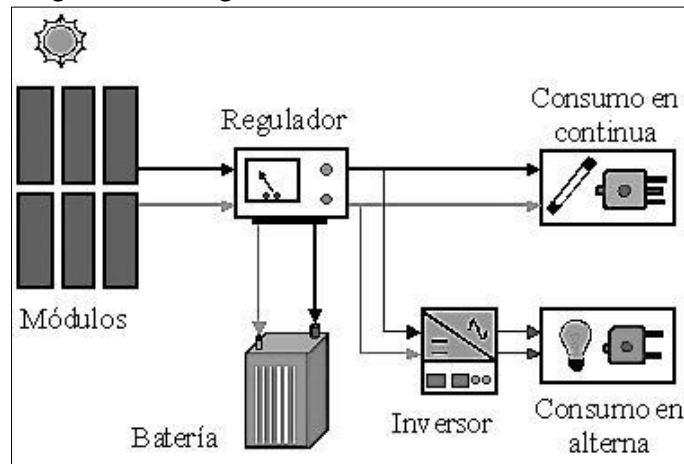 Regulador
Consumo en
continua
Módulos
Batería
Inversor
Consumo en
alterna